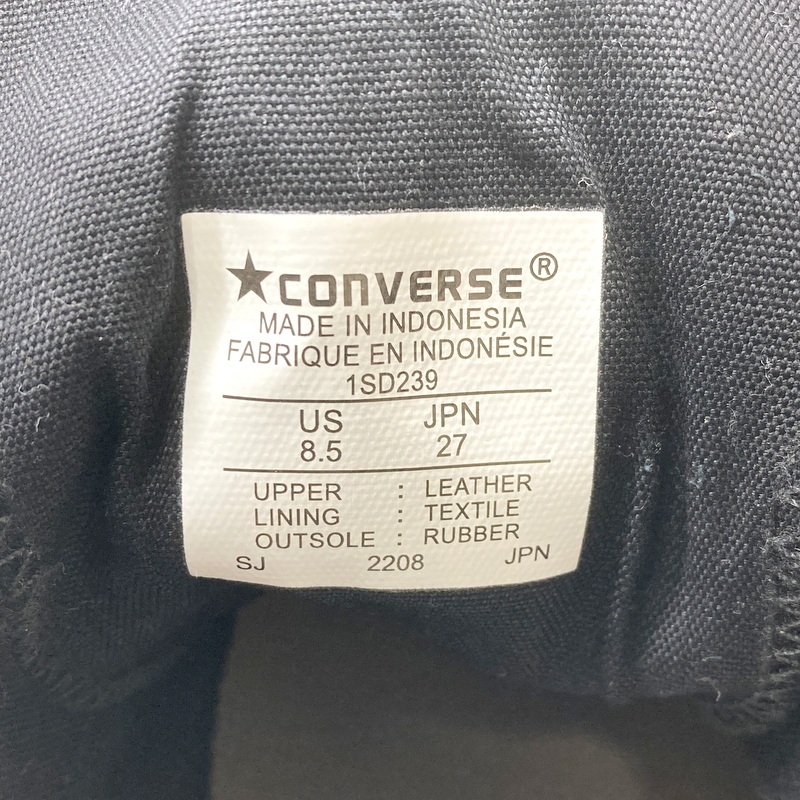 ★CONVERSE®
MADE IN INDONESIA
FABRIQUE EN INDONÉSIE
1SD239
US JPN
8.5 27
UPPER : LEATHER
LINING : TEXTILE
OUTSOLE : RUBBER
SJ 2208 JPN